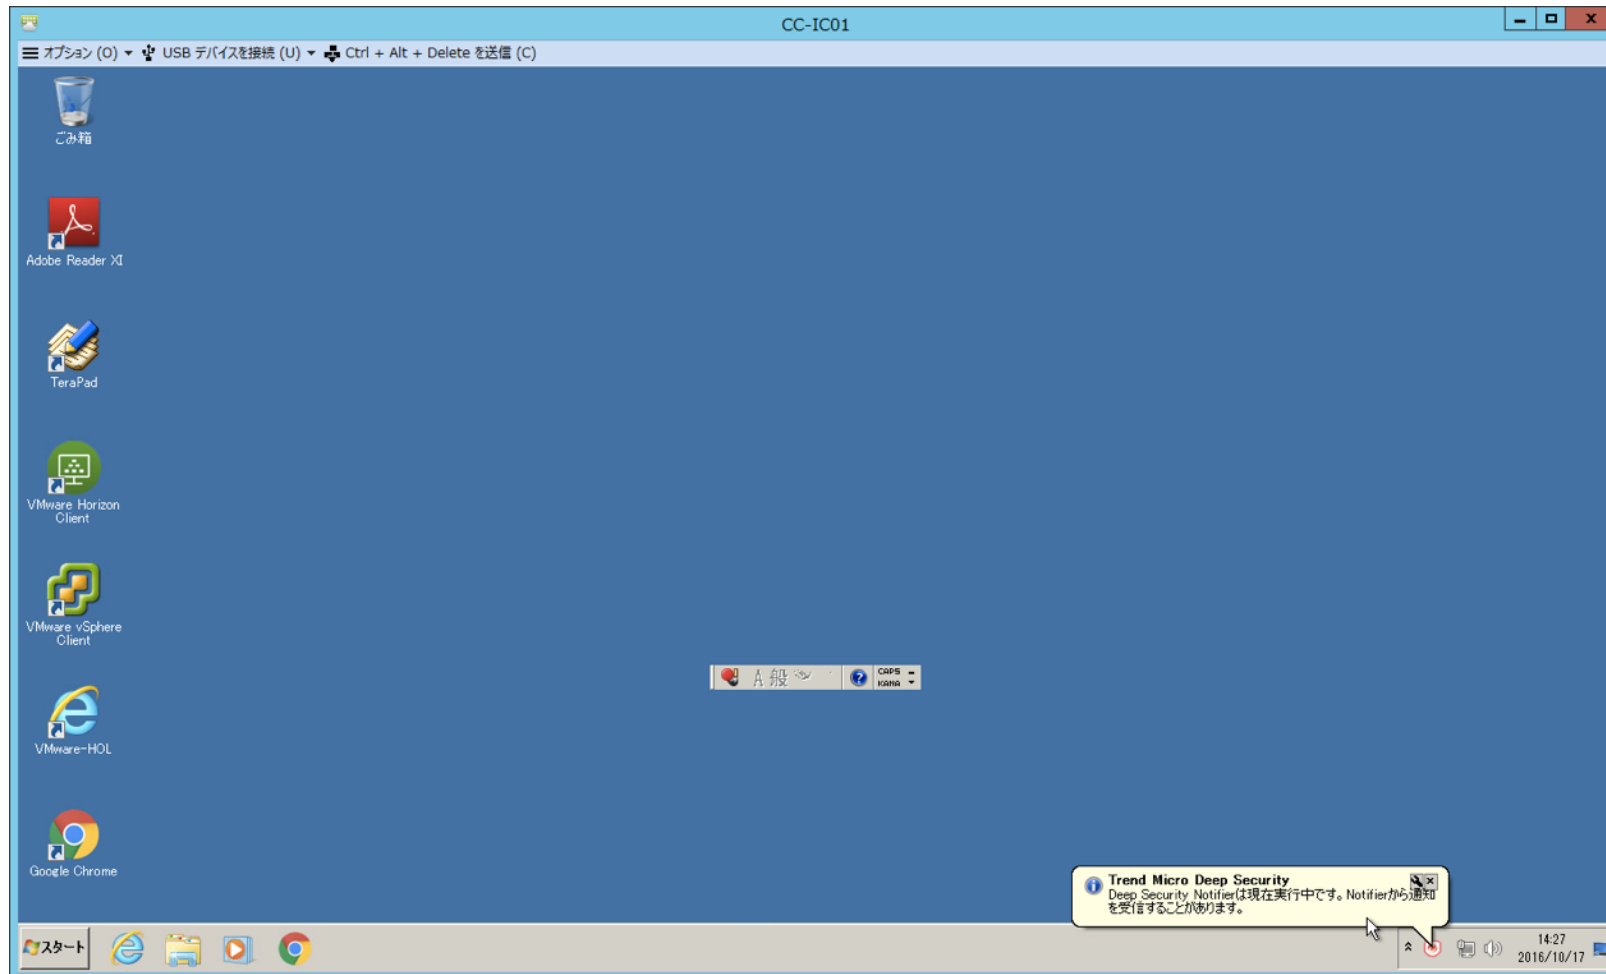 CC-IC01
オプション (O) USB デバイスを接続 (U) Ctrl + Alt + Delete を送信 (C)
ごみ箱
Adobe Reader XI
TeraPad
VMware Horizon
Client
VMware vSphere
Client
VMware-HOL
Google Chrome
A 般
CAPS
KANA
Trend Micro Deep Security
Deep Security Notifierは現在実行中です。Notifierから通知
を受信することがあります。
スタート
14:27
2016/10/17